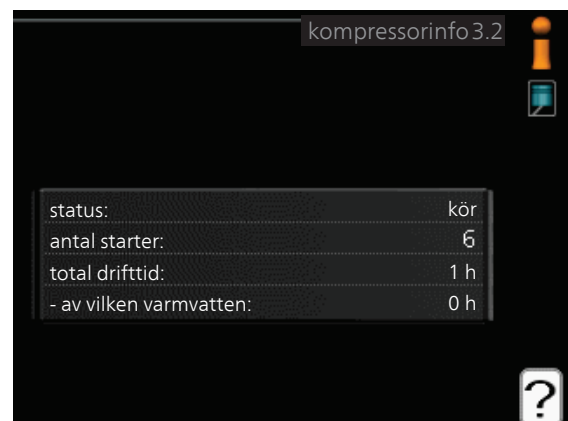 kompressorinfo 3.2
status: kör
antal starter: 6
total drifttid: 1 h
- av vilken varmvatten: 0 h
?